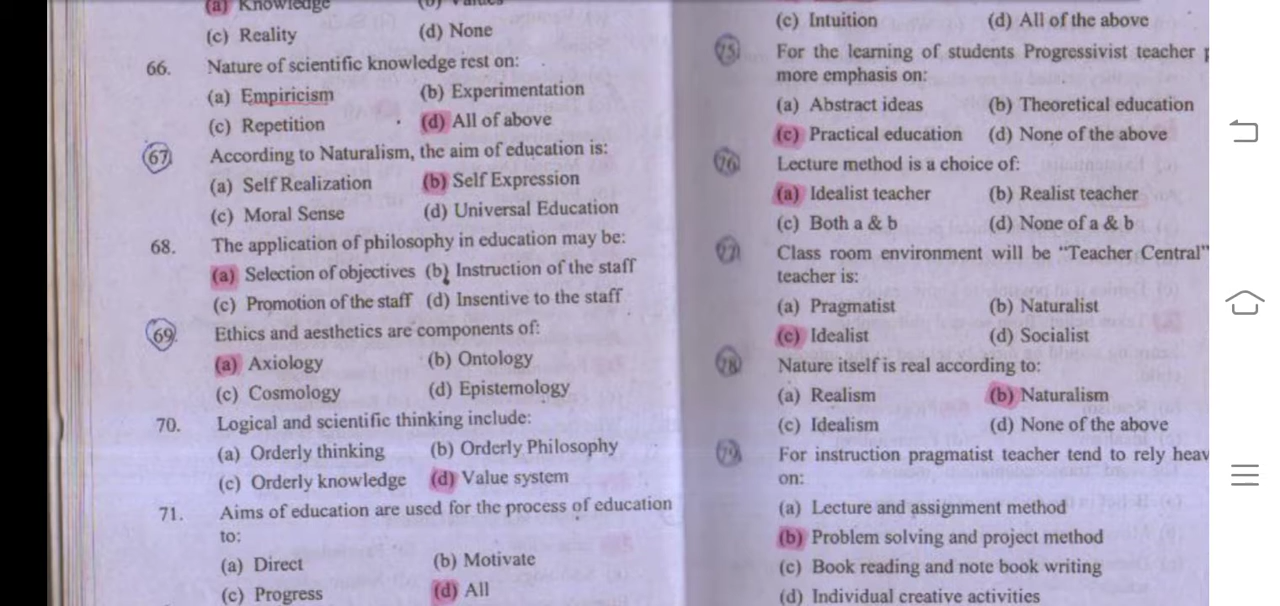 (a) Knowledge (b) Values
(c) Reality (d) None
66. Nature of scientific knowledge rest on:
(a) Empiricism (b) Experimentation
(c) Repetition (d) All of above
67. According to Naturalism, the aim of education is:
(a) Self Realization (b) Self Expression
(c) Moral Sense (d) Universal Education
68. The application of philosophy in education may be:
(a) Selection of objectives (b) Instruction of the staff
(c) Promotion of the staff (d) Insentive to the staff
69. Ethics and aesthetics are components of:
(a) Axiology (b) Ontology
(c) Cosmology (d) Epistemology
70. Logical and scientific thinking include:
(a) Orderly thinking (b) Orderly Philosophy
(c) Orderly knowledge (d) Value system
71. Aims of education are used for the process of education
to:
(a) Direct (b) Motivate
(c) Progress (d) All
(c) Intuition (d) All of the above
75. For the learning of students Progressivist teacher
more emphasis on:
(a) Abstract ideas (b) Theoretical education
(c) Practical education (d) None of the above
76. Lecture method is a choice of:
(a) Idealist teacher (b) Realist teacher
(c) Both a & b (d) None of a & b
77. Class room environment will be "Teacher Central"
teacher is:
(a) Pragmatist (b) Naturalist
(c) Idealist (d) Socialist
78. Nature itself is real according to:
(a) Realism (b) Naturalism
(c) Idealism (d) None of the above
79. For instruction pragmatist teacher tend to rely heav
on:
(a) Lecture and assignment method
(b) Problem solving and project method
(c) Book reading and note book writing
(d) Individual creative activities